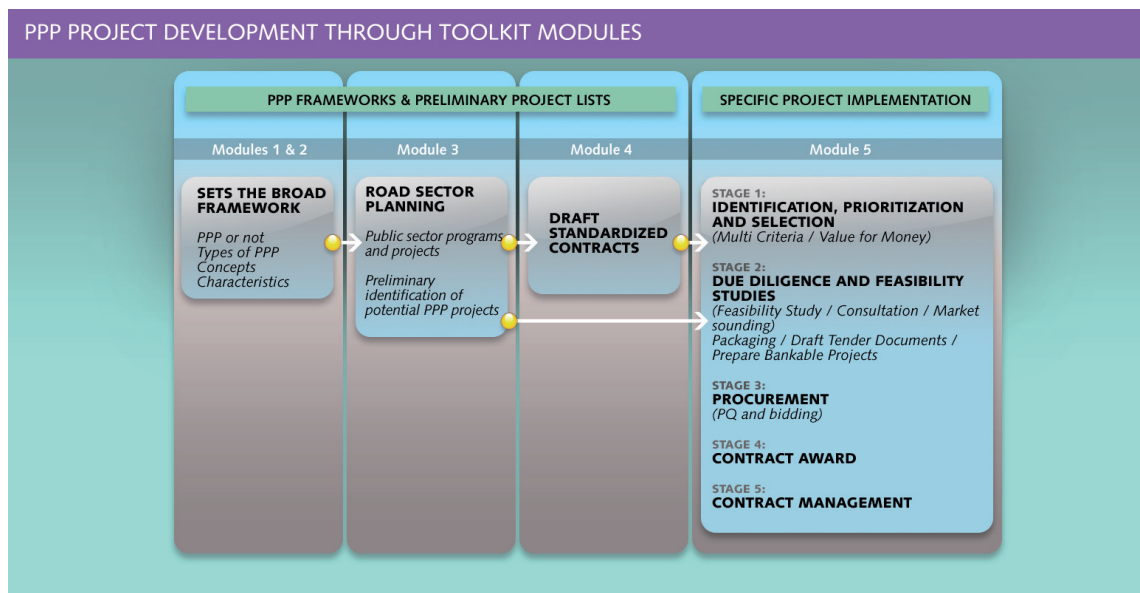 PPP PROJECT DEVELOPMENT THROUGH TOOLKIT MODULES
PPP FRAMEWORKS & PRELIMINARY PROJECT LISTS
SPECIFIC PROJECT IMPLEMENTATION
Modules 1 & 2
Module 3
Module 4
Module 5
SETS THE BROAD
FRAMEWORK
PPP or not
Types of PPP
Concepts
Characteristics
ROAD SECTOR
PLANNING
Public sector programs
and projects
Preliminary
identification of
potential PPP projects
DRAFT
STANDARDIZED
CONTRACTS
STAGE 1:
IDENTIFICATION, PRIORITIZATION
AND SELECTION
(Multi Criteria / Value for Money)
STAGE 2:
DUE DILIGENCE AND FEASIBILITY
STUDIES
(Feasibility Study / Consultation / Market
sounding)
Packaging / Draft Tender Documents /
Prepare Bankable Projects
STAGE 3:
PROCUREMENT
(PQ and bidding)
STAGE 4:
CONTRACT AWARD
STAGE 5:
CONTRACT MANAGEMENT